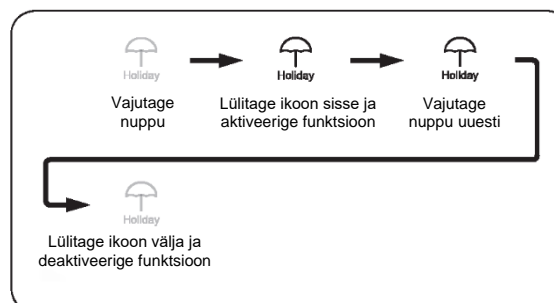 Holiday
Vajutage
nuppu
Holiday
Lülitage ikoon sisse ja
aktiveerige funktsioon
Holiday
Vajutage
nuppu uuesti
Holiday
Lülitage ikoon välja ja
deaktiveerige funktsioon